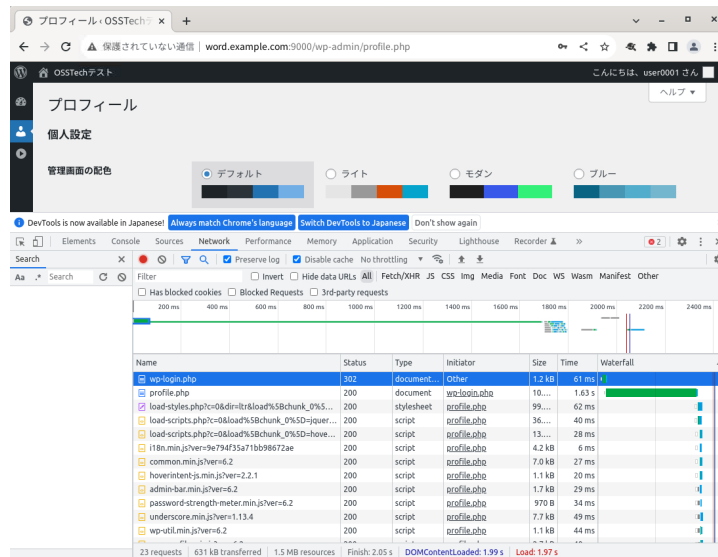 プロフィール ‹ OSSTech
保護されていない通信 word.example.com:9000/wp-admin/profile.php
OSSTechテスト こんにちは、user0001 さん
ヘルプ ▼
プロフィール
個人設定
管理画面の配色 デフォルト ライト モダン ブルー
DevTools is now available in Japanese! Always match Chrome's language Switch DevTools to Japanese Don't show again
Elements Console Sources Network Performance Memory Application Security Lighthouse Recorder » 2
Search Preserve log Disable cache No throttling
Aa .* Search Filter Invert Hide data URLs All Fetch/XHR JS CSS Img Media Font Doc WS Wasm Manifest Other
Has blocked cookies Blocked Requests 3rd-party requests
200 ms 400 ms 600 ms 800 ms 1000 ms 1200 ms 1400 ms 1600 ms 1800 ms 2000 ms 2200 ms 2400 ms
Name Status Type Initiator Size Time Waterfall
wp-login.php 302 document... Other 1.2 kB 61 ms
profile.php 200 document wp-login.php 10.... 1.63 s
load-styles.php?c=0&dir=ltr&load%5Bchunk_0%5... 200 stylesheet profile.php 99.... 62 ms
load-scripts.php?c=0&load%5Bchunk_0%5D=jquer... 200 script profile.php 36.... 40 ms
load-scripts.php?c=0&load%5Bchunk_0%5D=hove... 200 script profile.php 13.... 28 ms
i18n.min.js?ver=9e794f35a71bb98672ae 200 script profile.php 4.2 kB 6 ms
common.min.js?ver=6.2 200 script profile.php 7.0 kB 27 ms
hoverintent-js.min.js?ver=2.2.1 200 script profile.php 1.1 kB 20 ms
admin-bar.min.js?ver=6.2 200 script profile.php 1.7 kB 29 ms
password-strength-meter.min.js?ver=6.2 200 script profile.php 970 B 34 ms
underscore.min.js?ver=1.13.4 200 script profile.php 7.7 kB 49 ms
wp-util.min.js?ver=6.2 200 script profile.php 1.1 kB 44 ms
23 requests 631 kB transferred 1.5 MB resources Finish: 2.05 s DOMContentLoaded: 1.99 s Load: 1.97 s